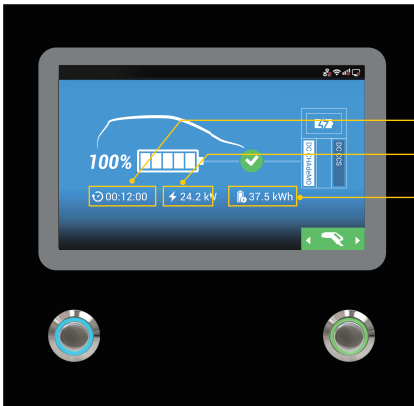 100%
DC CHAdeMO
DC CCS
00:12:00
24.2 kW
37.5 kWh